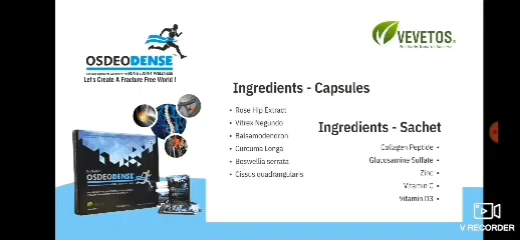 OSDEODENSE
Let's Create A Fracture Free World !
VEVETOS
Ingredients - Capsules
Rose Hip Extract
Vitrex Negundo
Balsamodendron
Curcuma Longa
Boswellia serrata
Cissus quadrangularis
Ingredients - Sachet
Collagen Peptide
Glucosamine Sulfate
Zinc
Vitamin C
Vitamin D3
OSDEODENSE
V RECORDER